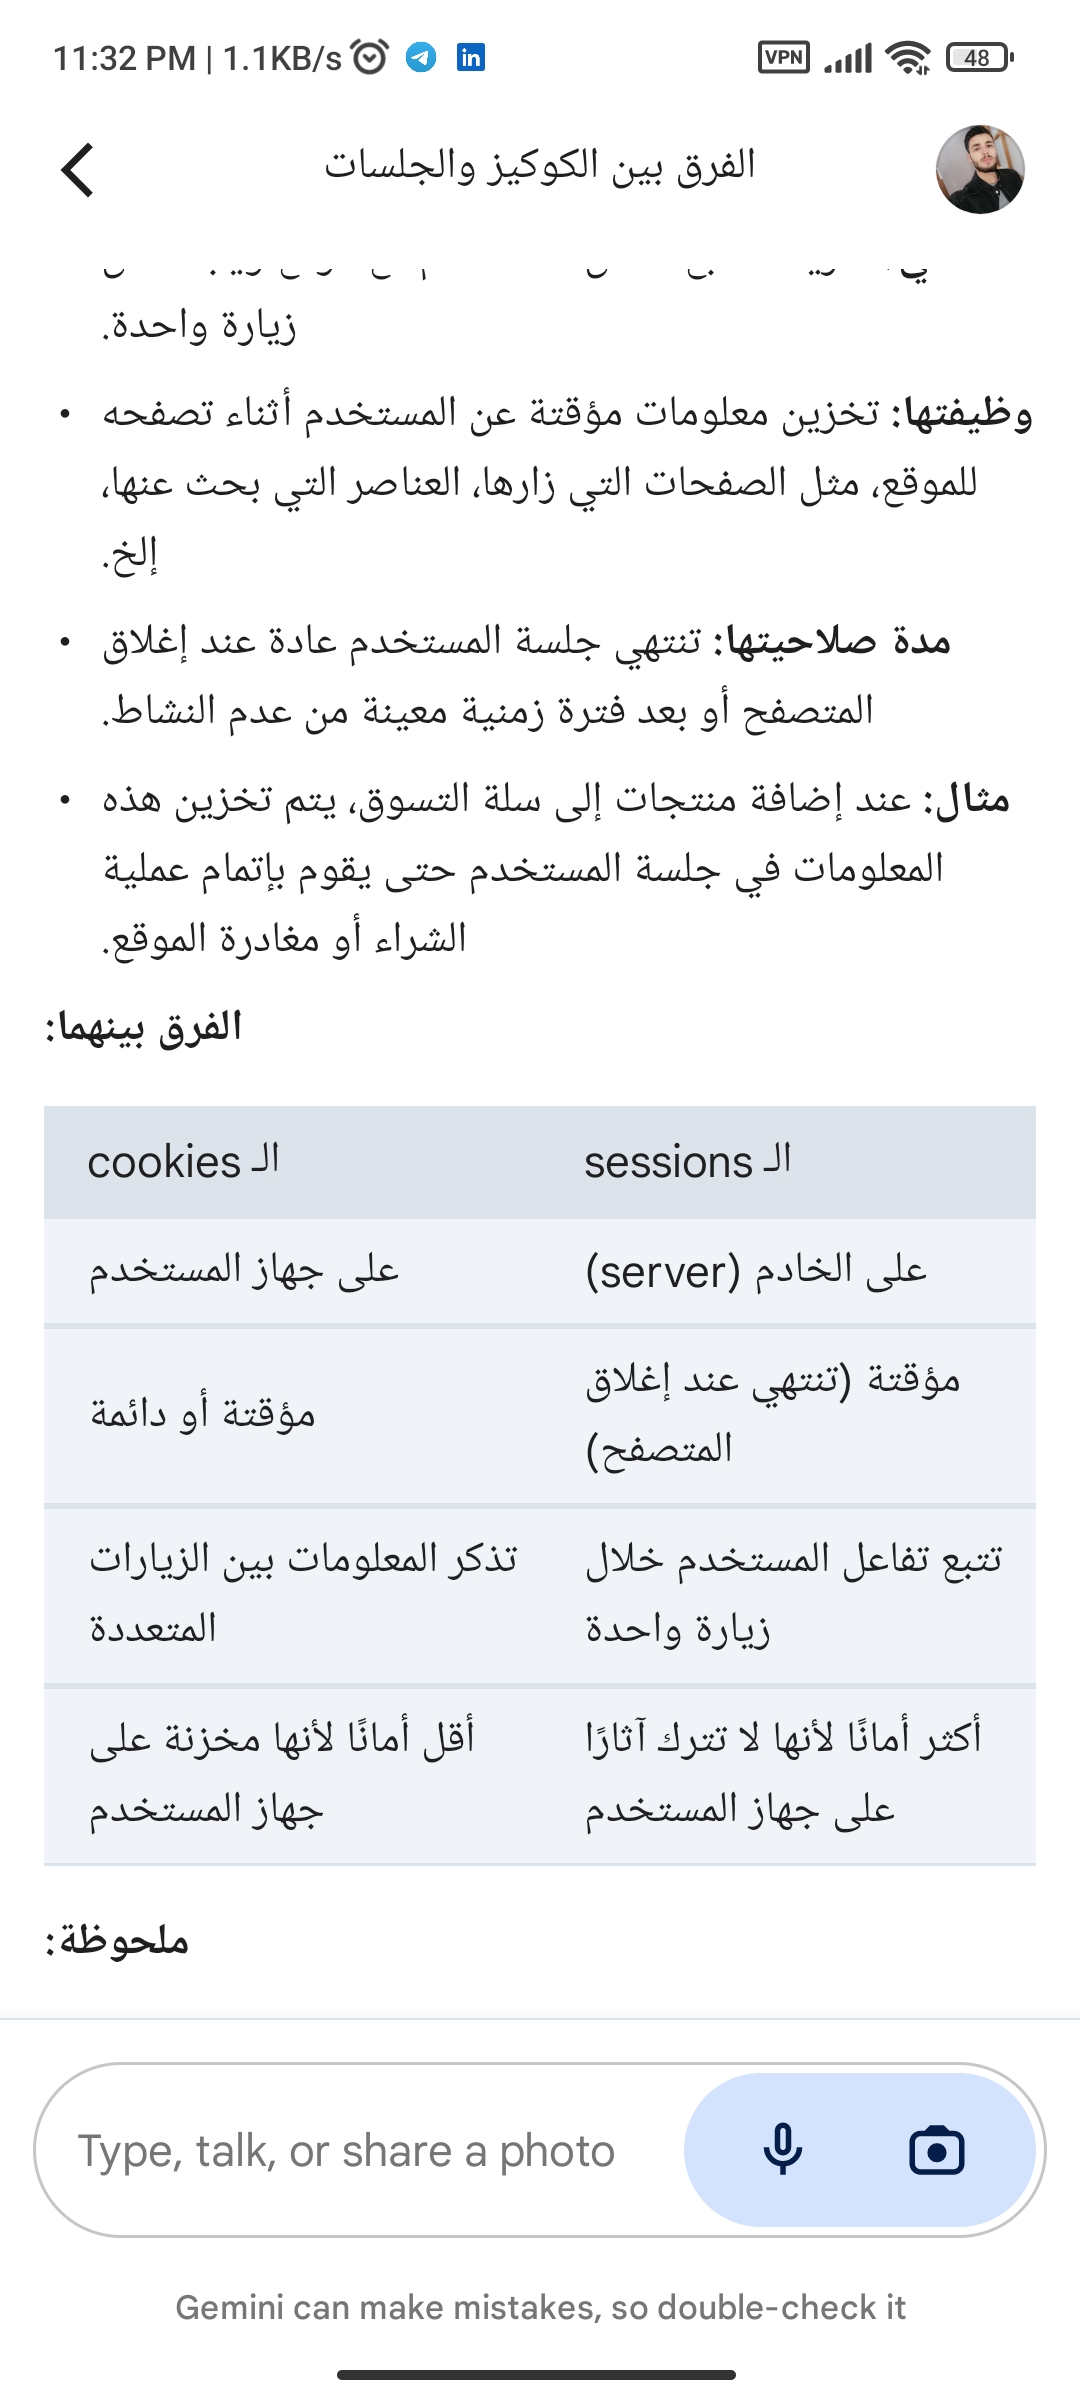 11:32 PM | 1.1KB/s
VPN
48
الفرق بين الكوكيز والجلسات
زيارة واحدة.
• وظيفتها: تخزين معلومات مؤقتة عن المستخدم أثناء تصفحه
للموقع، مثل الصفحات التي زارها، العناصر التي بحث عنها،
إلخ.
• مدة صلاحيتها: تنتهي جلسة المستخدم عادة عند إغلاق
المتصفح أو بعد فترة زمنية معينة من عدم النشاط.
• مثال: عند إضافة منتجات إلى سلة التسوق، يتم تخزين هذه
المعلومات في جلسة المستخدم حتى يقوم بإتمام عملية
الشراء أو مغادرة الموقع.
الفرق بينهما:
الـ cookies
الـ sessions
على جهاز المستخدم
على الخادم (server)
مؤقتة أو دائمة
مؤقتة (تنتهي عند إغلاق
المتصفح)
تذكر المعلومات بين الزيارات
المتعددة
تتبع تفاعل المستخدم خلال
زيارة واحدة
أقل أمانًا لأنها مخزنة على
جهاز المستخدم
أكثر أمانًا لأنها لا تترك آثارًا
على جهاز المستخدم
ملحوظة:
Type, talk, or share a photo
Gemini can make mistakes, so double-check it